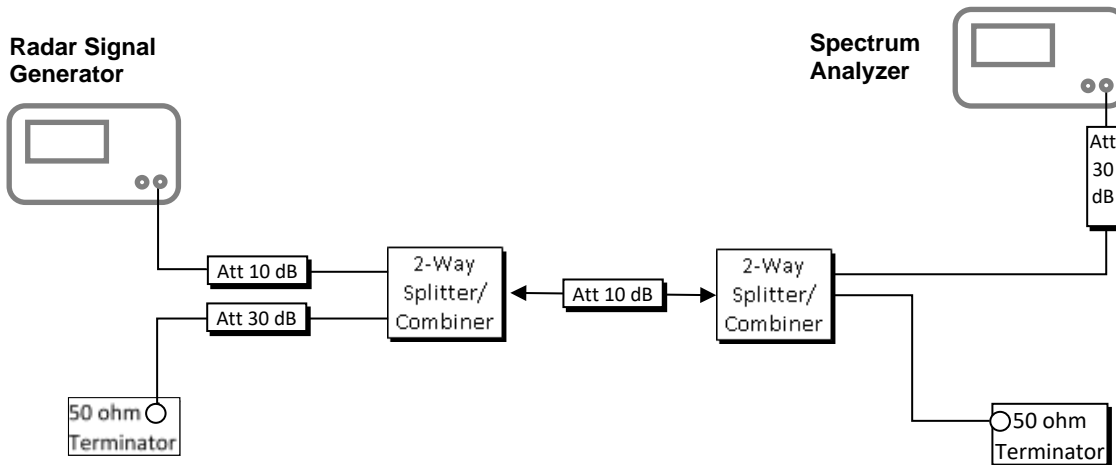 Radar Signal
Generator
Spectrum
Analyzer
Att
30
dB
Att 10 dB
2-Way
Splitter/
Combiner
Att 10 dB
2-Way
Splitter/
Combiner
Att 30 dB
50 ohm
Terminator
50 ohm
Terminator